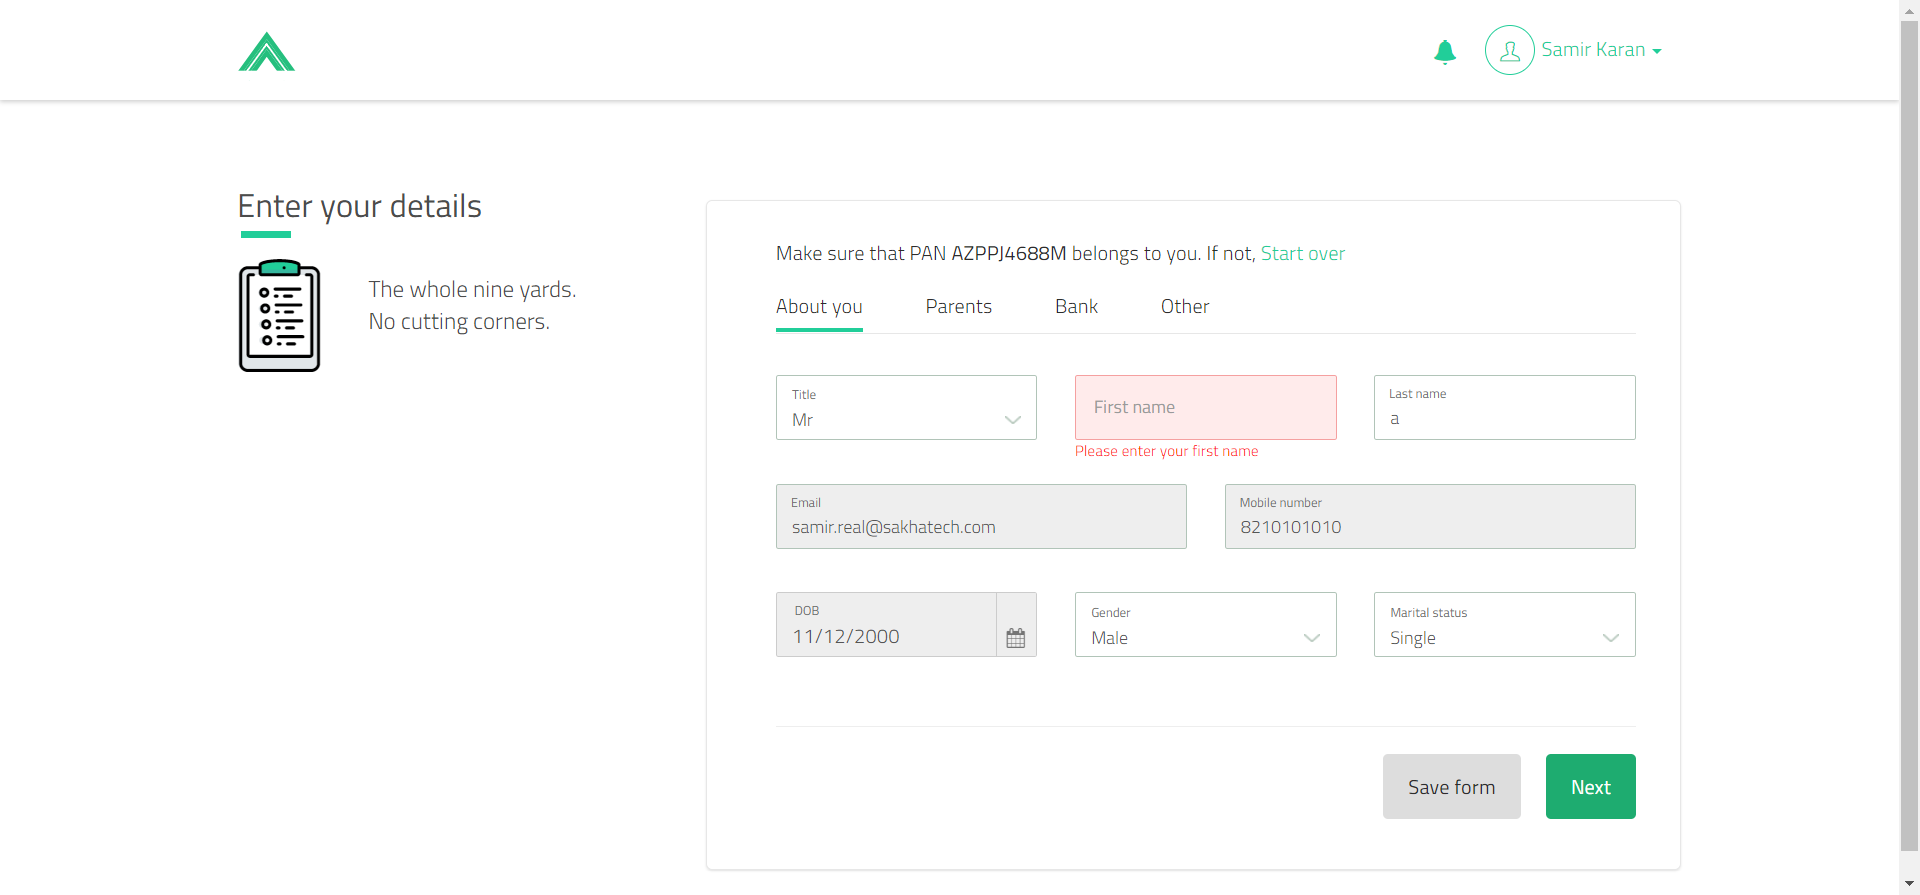 Samir Karan
Enter your details
The whole nine yards.
No cutting corners.
Make sure that PAN AZPPJ4688M belongs to you. If not, Start over
About you Parents Bank Other
Title
Mr
First name
Please enter your first name
Last name
a
Email
samir.real@sakhatech.com
Mobile number
8210101010
DOB
11/12/2000
Gender
Male
Marital status
Single
Save form Next